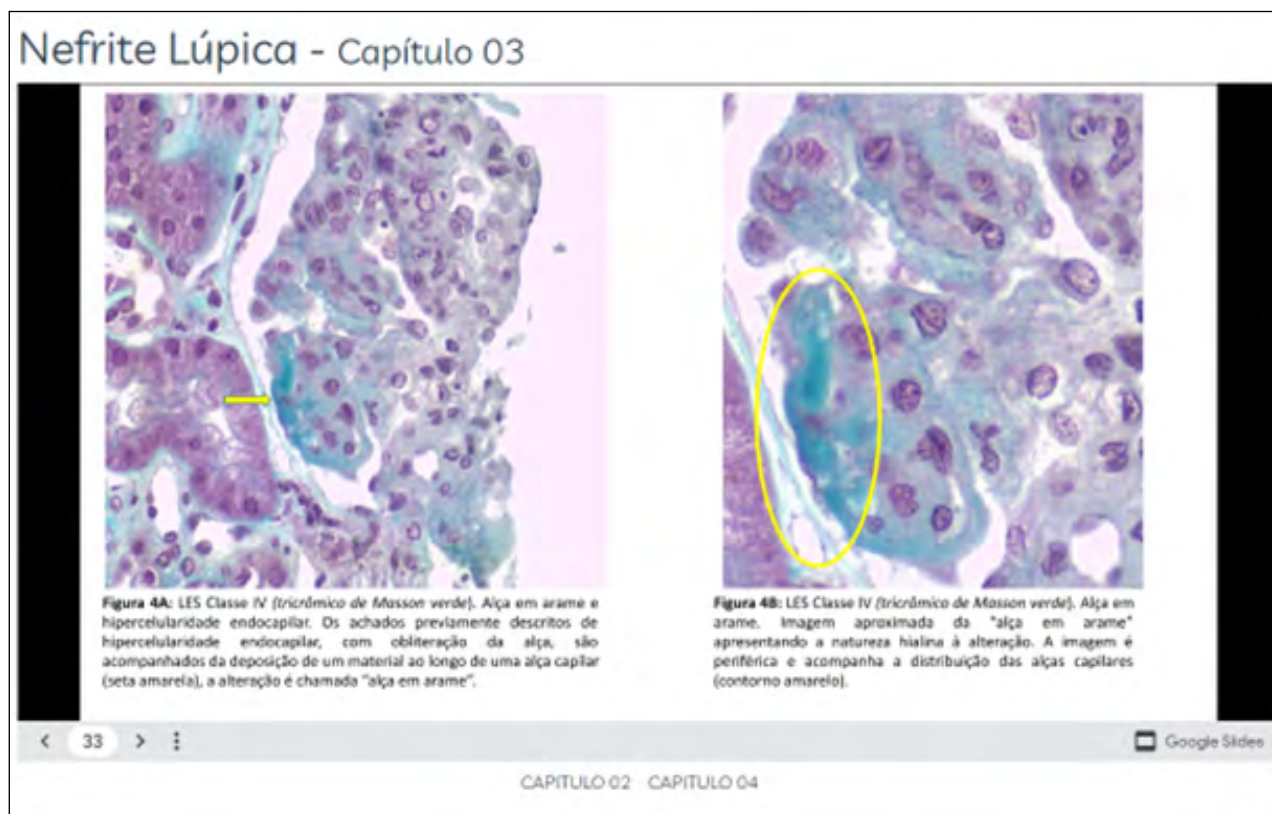 Nefrite Lúpica - Capítulo 03
Figura 4A: LES Classe IV (tricrômico de Masson verde). Alça em arame e
hipercelularidade endocapilar. Os achados previamente descritos de
hipercelularidade endocapilar, com obliteração da alça, são
acompanhados da deposição de um material ao longo de uma alça capilar
(seta amarela), a alteração é chamada "alça em arame".
Figura 4B: LES Classe IV (tricrômico de Masson verde). Alça em
arame. Imagem aproximada da "alça em arame"
apresentando a natureza hialina à alteração. A imagem é
periférica e acompanha a distribuição das alças capilares
(contorno amarelo).
33
Google Slides
CAPITULO 02 CAPITULO 04